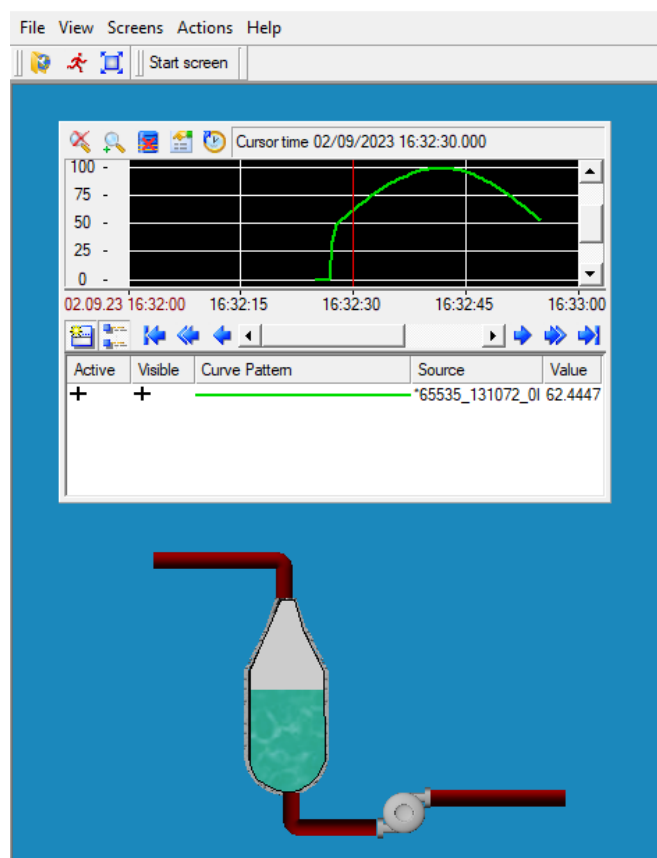 File View Screens Actions Help
Start screen
Cursor time 02/09/2023 16:32:30.000
100 -
75 -
50 -
25 -
0 -
02.09.23 16:32:00 16:32:15 16:32:30 16:32:45 16:33:00
Active Visible Curve Pattern Source Value
*65535_131072_0 62.4447